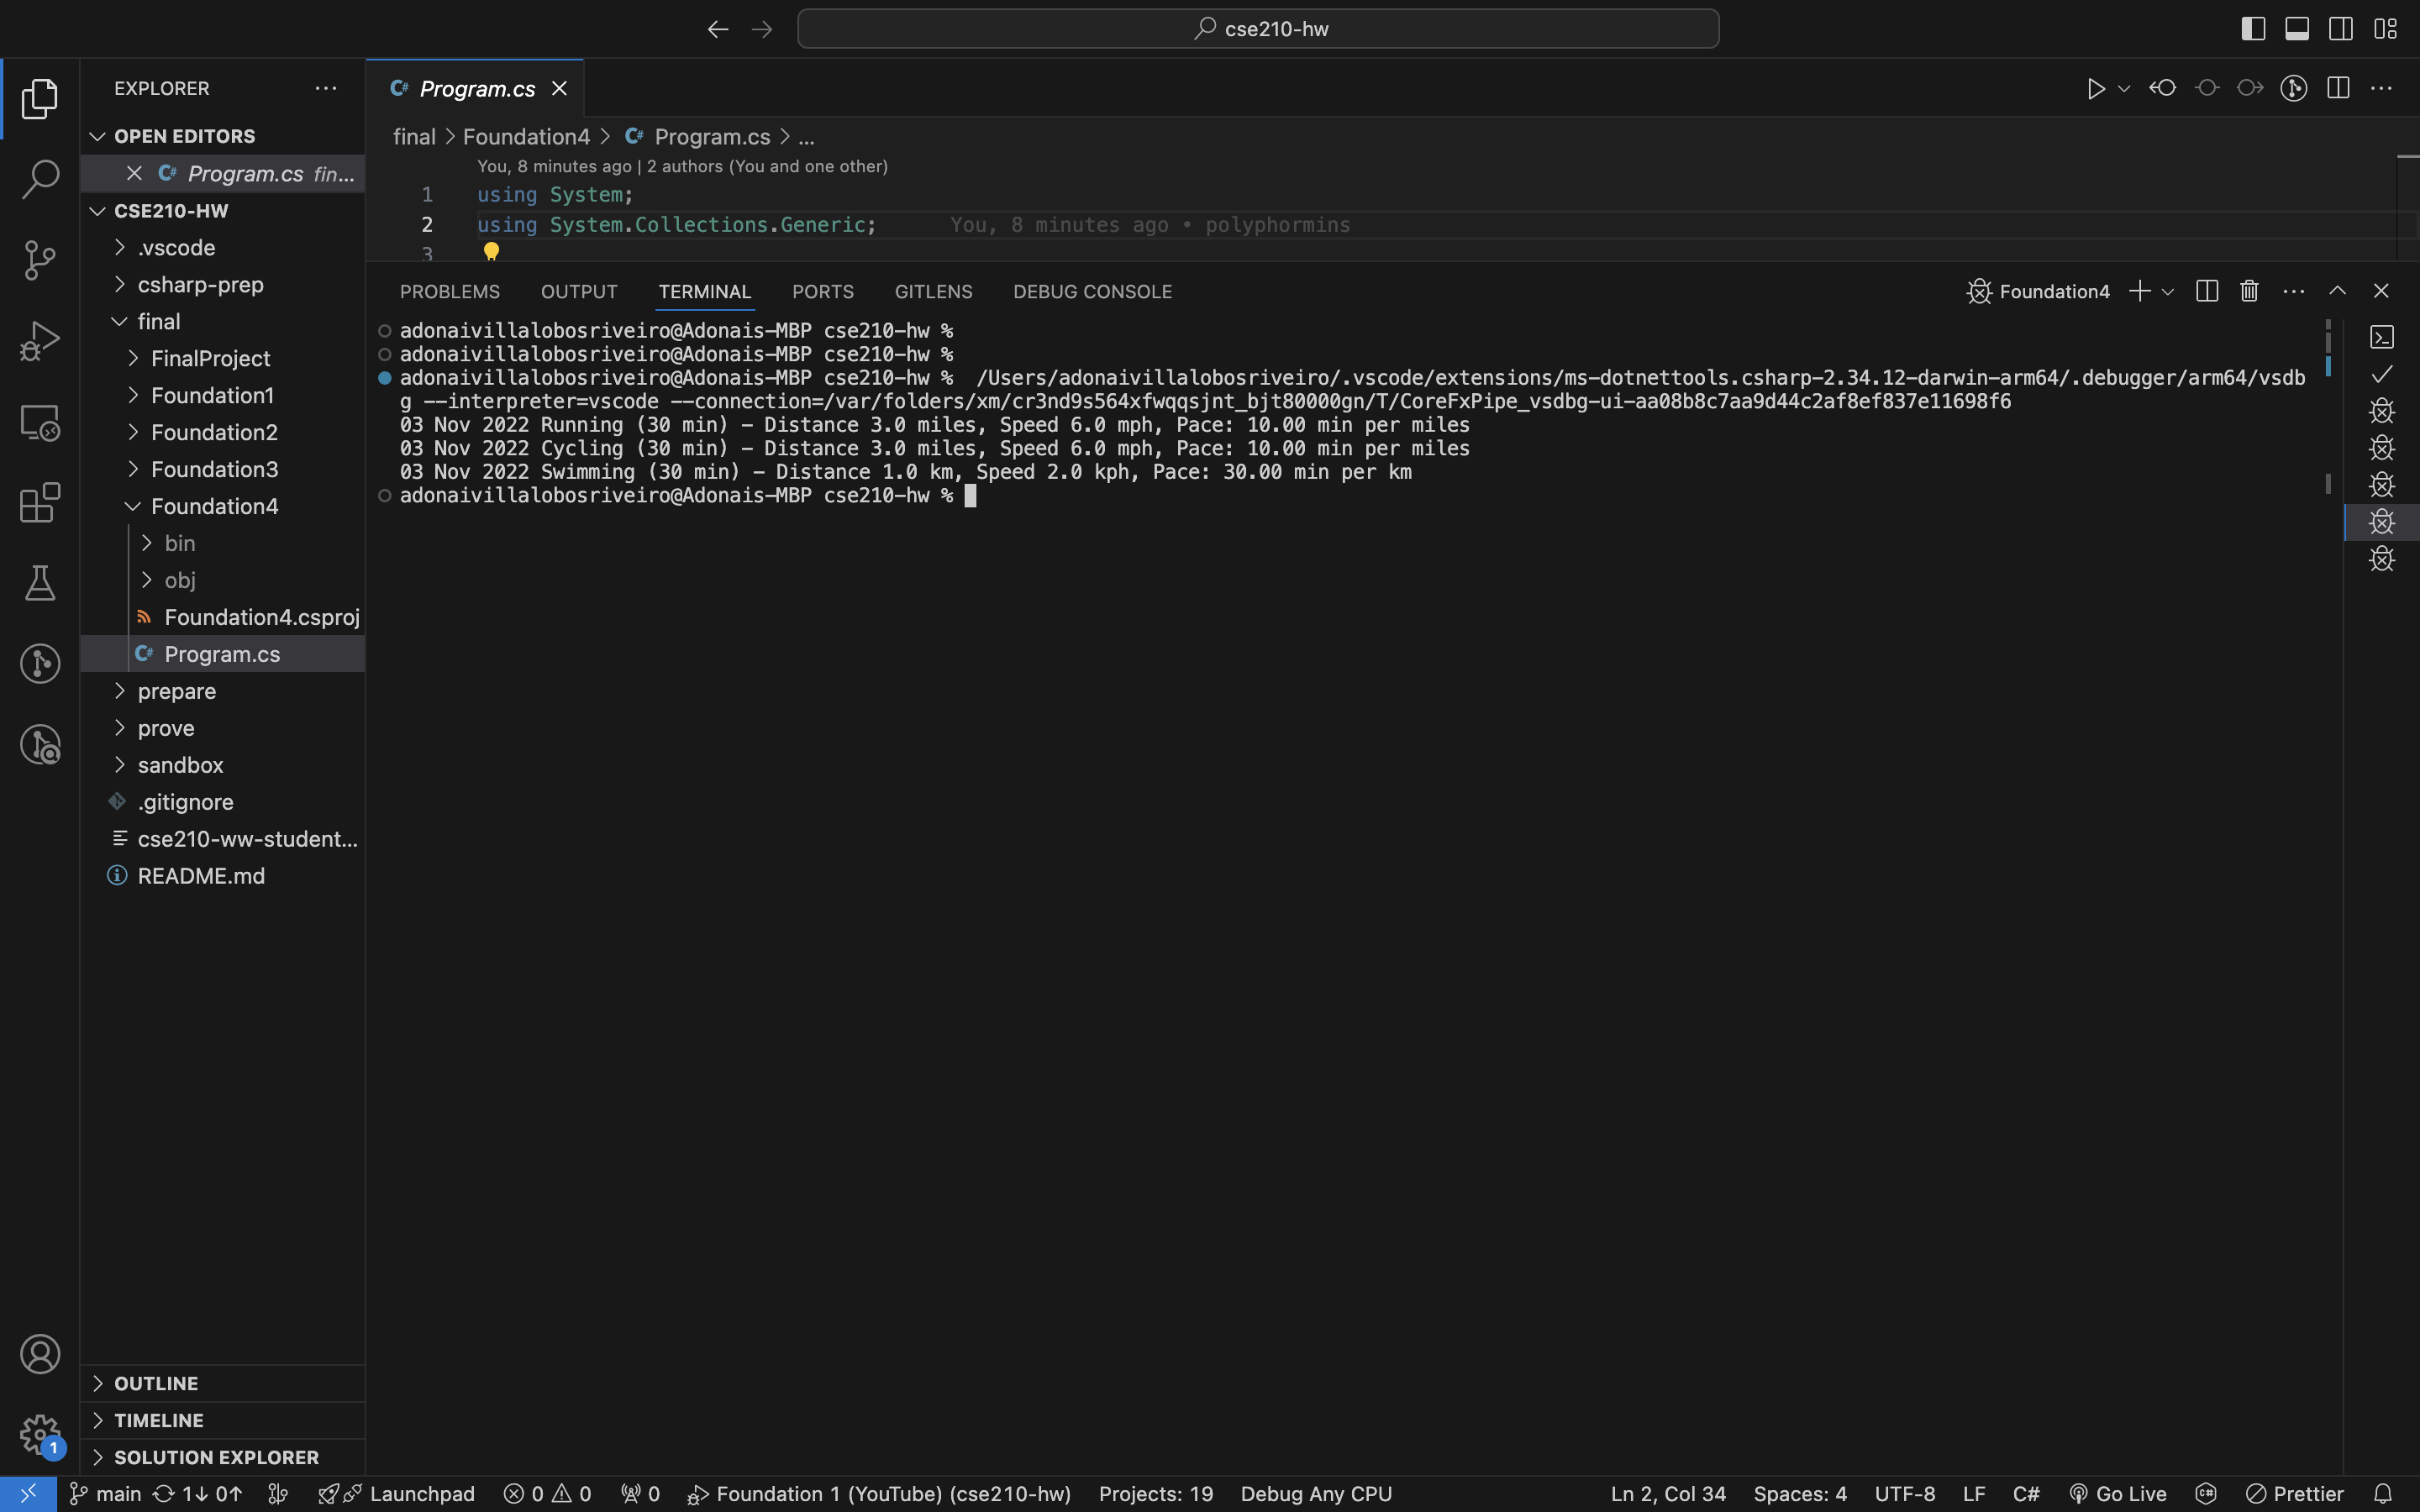 cse210-hw
EXPLORER
OPEN EDITORS
Program.cs fin...
CSE210-HW
.vscode
csharp-prep
final
FinalProject
Foundation1
Foundation2
Foundation3
Foundation4
bin
obj
Foundation4.csproj
Program.cs
prepare
prove
sandbox
.gitignore
cse210-ww-student...
README.md
OUTLINE
TIMELINE
SOLUTION EXPLORER
Program.cs
final > Foundation4 > Program.cs > ...
You, 8 minutes ago | 2 authors (You and one other)
1 using System;
2 using System.Collections.Generic; You, 8 minutes ago • polyphormins
3
PROBLEMS OUTPUT TERMINAL PORTS GITLENS DEBUG CONSOLE
Foundation4
adonaivillalobosriveiro@Adonais-MBP cse210-hw %
adonaivillalobosriveiro@Adonais-MBP cse210-hw %
adonaivillalobosriveiro@Adonais-MBP cse210-hw % /Users/adonaivillalobosriveiro/.vscode/extensions/ms-dotnettools.csharp-2.34.12-darwin-arm64/.debugger/arm64/vsdb
g --interpreter=vscode --connection=/var/folders/xm/cr3nd9s564xfwqqsjnt_bjt80000gn/T/CoreFxPipe_vsdbg-ui-aa08b8c7aa9d44c2af8ef837e11698f6
03 Nov 2022 Running (30 min) - Distance 3.0 miles, Speed 6.0 mph, Pace: 10.00 min per miles
03 Nov 2022 Cycling (30 min) - Distance 3.0 miles, Speed 6.0 mph, Pace: 10.00 min per miles
03 Nov 2022 Swimming (30 min) - Distance 1.0 km, Speed 2.0 kph, Pace: 30.00 min per km
adonaivillalobosriveiro@Adonais-MBP cse210-hw %
1
main 1↓ 0↑ Launchpad 0 0 0 Foundation 1 (YouTube) (cse210-hw) Projects: 19 Debug Any CPU Ln 2, Col 34 Spaces: 4 UTF-8 LF C# Go Live Prettier